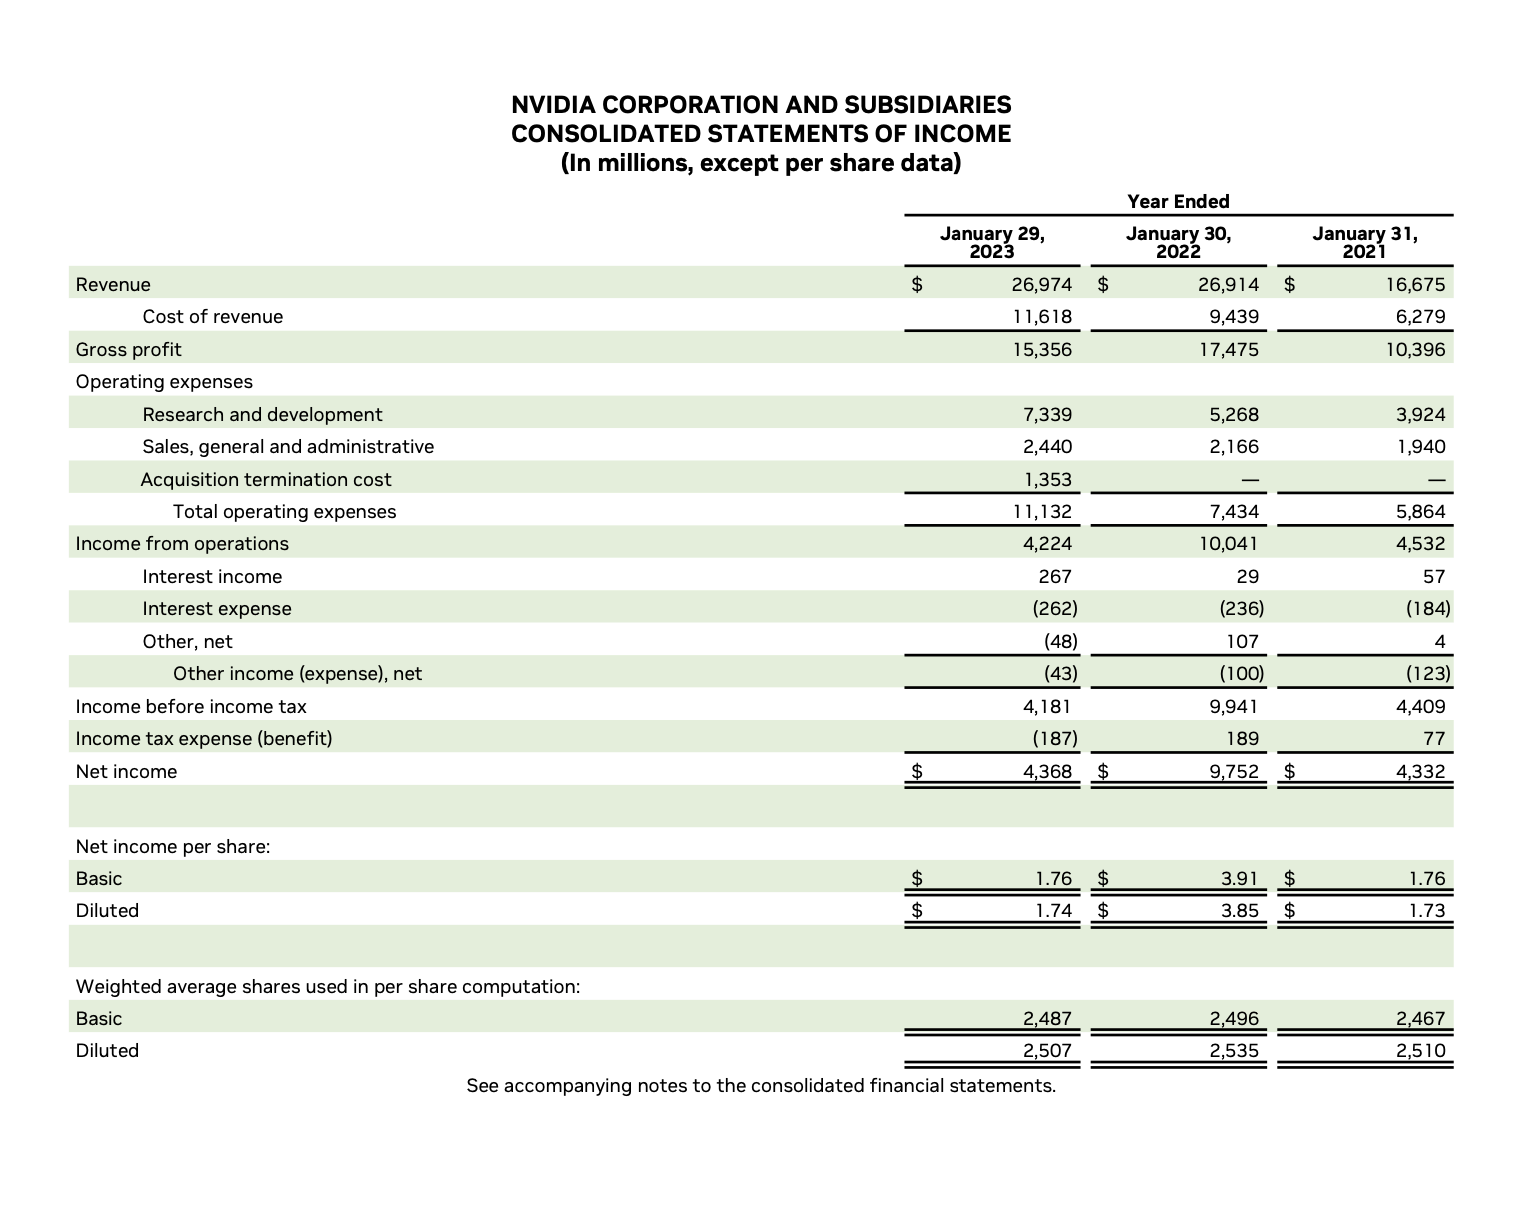 NVIDIA CORPORATION AND SUBSIDIARIES
CONSOLIDATED STATEMENTS OF INCOME
(In millions, except per share data)
Year Ended
January 29, 2023 January 30, 2022 January 31, 2021
Revenue $ 26,974 $ 26,914 $ 16,675
Cost of revenue 11,618 9,439 6,279
Gross profit 15,356 17,475 10,396
Operating expenses
Research and development 7,339 5,268 3,924
Sales, general and administrative 2,440 2,166 1,940
Acquisition termination cost 1,353 — —
Total operating expenses 11,132 7,434 5,864
Income from operations 4,224 10,041 4,532
Interest income 267 29 57
Interest expense (262) (236) (184)
Other, net (48) 107 4
Other income (expense), net (43) (100) (123)
Income before income tax 4,181 9,941 4,409
Income tax expense (benefit) (187) 189 77
Net income $ 4,368 $ 9,752 $ 4,332
Net income per share:
Basic $ 1.76 $ 3.91 $ 1.76
Diluted $ 1.74 $ 3.85 $ 1.73
Weighted average shares used in per share computation:
Basic 2,487 2,496 2,467
Diluted 2,507 2,535 2,510
See accompanying notes to the consolidated financial statements.